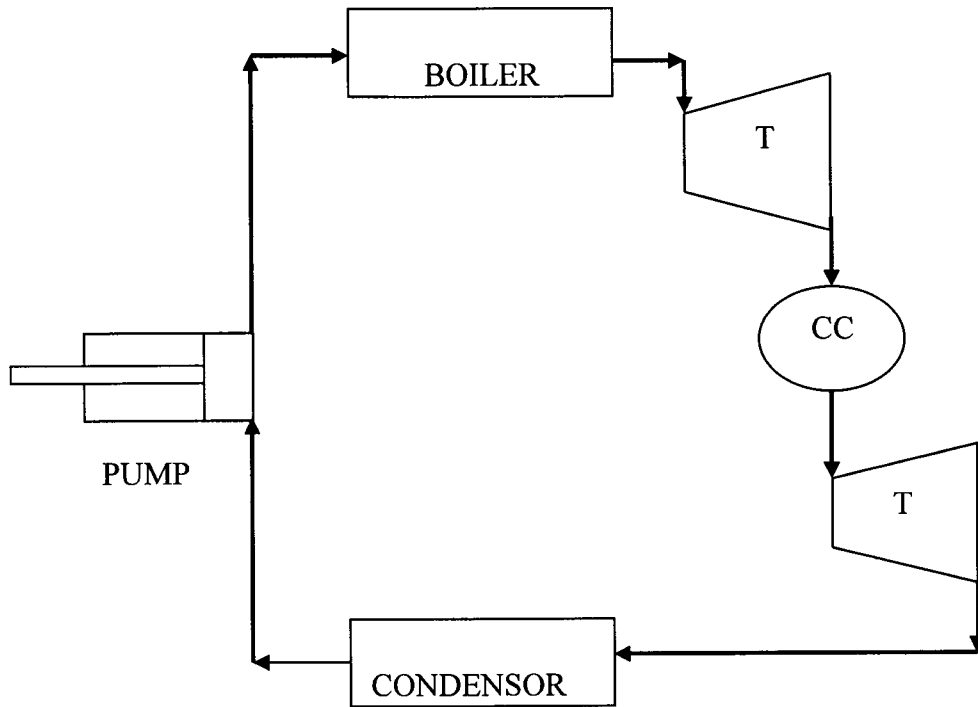 BOILER
T
CC
T
PUMP
CONDENSOR